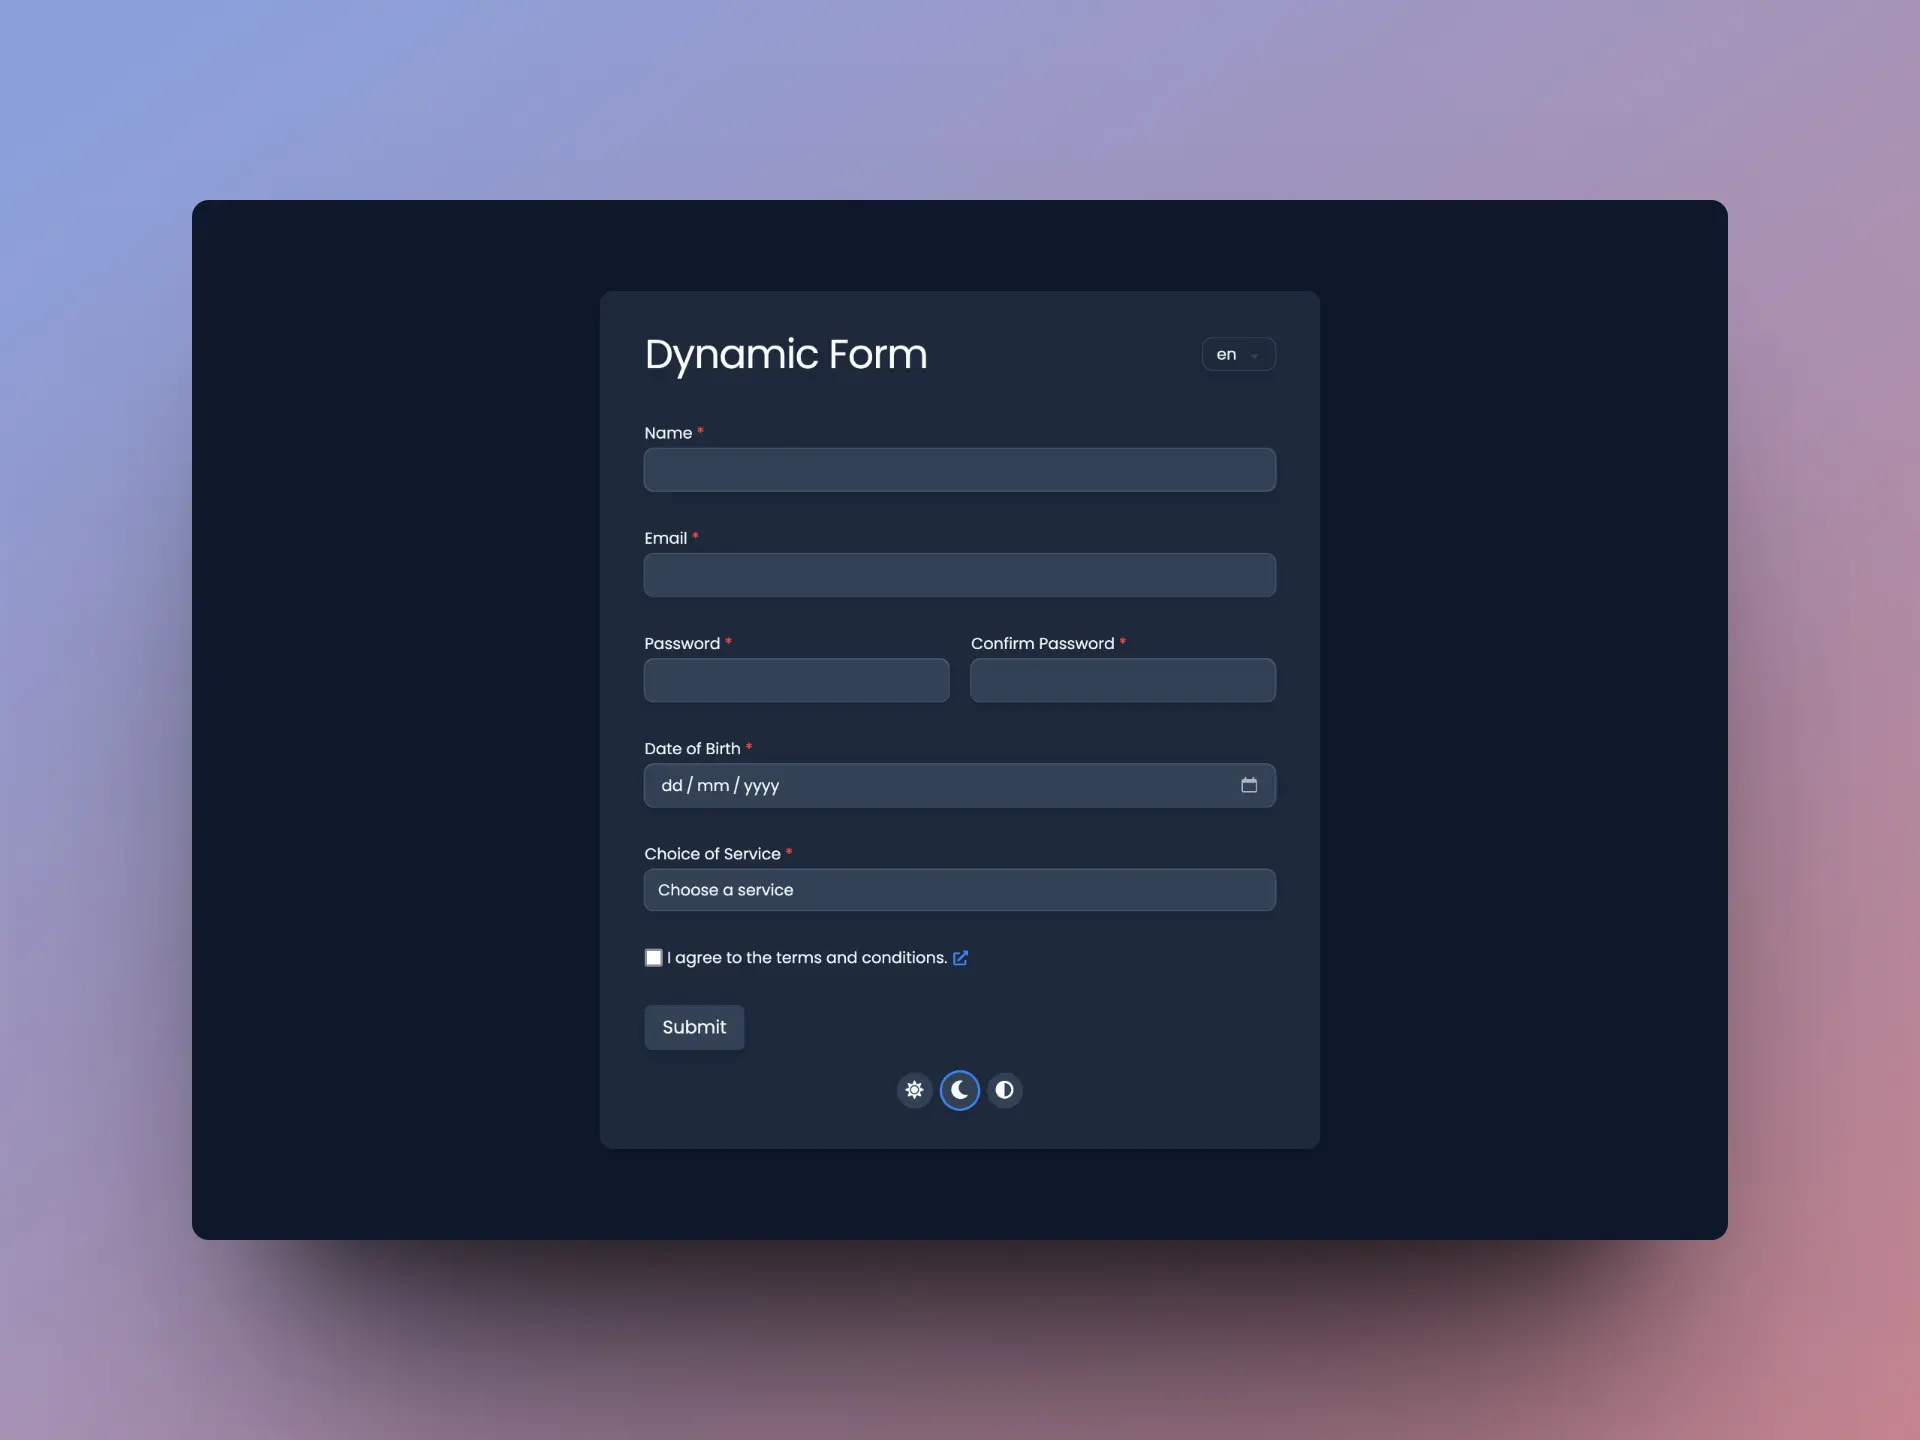 Dynamic Form
en
Name *
Email *
Password *
Confirm Password *
Date of Birth *
dd / mm / yyyy
Choice of Service *
Choose a service
I agree to the terms and conditions.
Submit